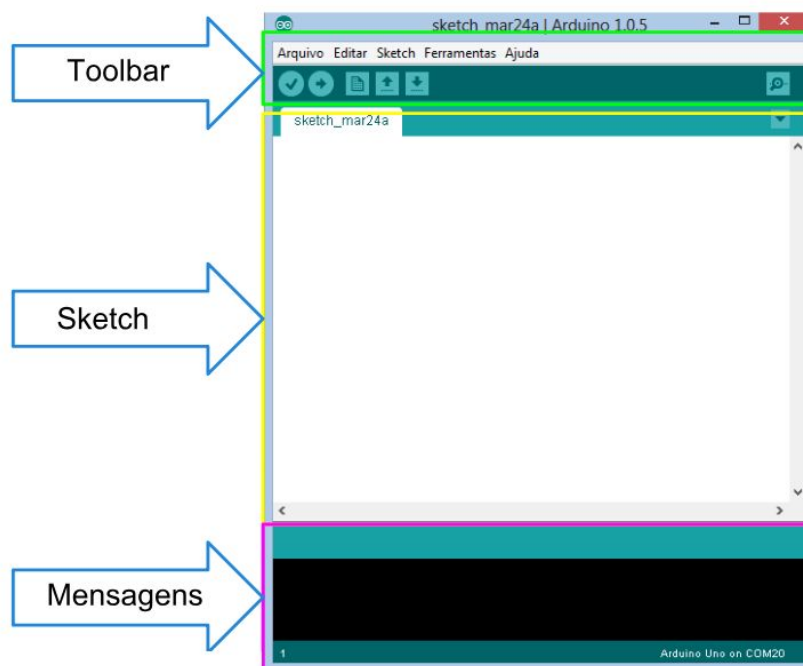 sketch_mar24a | Arduino 1.0.5
Arquivo Editar Sketch Ferramentas Ajuda
Toolbar
sketch_mar24a
Sketch
Mensagens
1 Arduino Uno on COM20